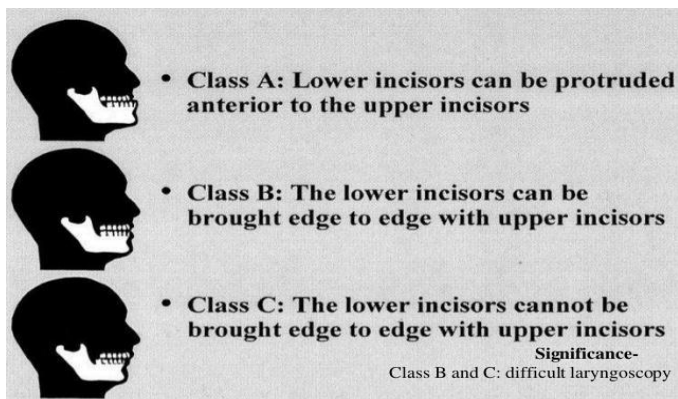 • Class A: Lower incisors can be protruded
anterior to the upper incisors
• Class B: The lower incisors can be
brought edge to edge with upper incisors
• Class C: The lower incisors cannot be
brought edge to edge with upper incisors
Significance-
Class B and C: difficult laryngoscopy